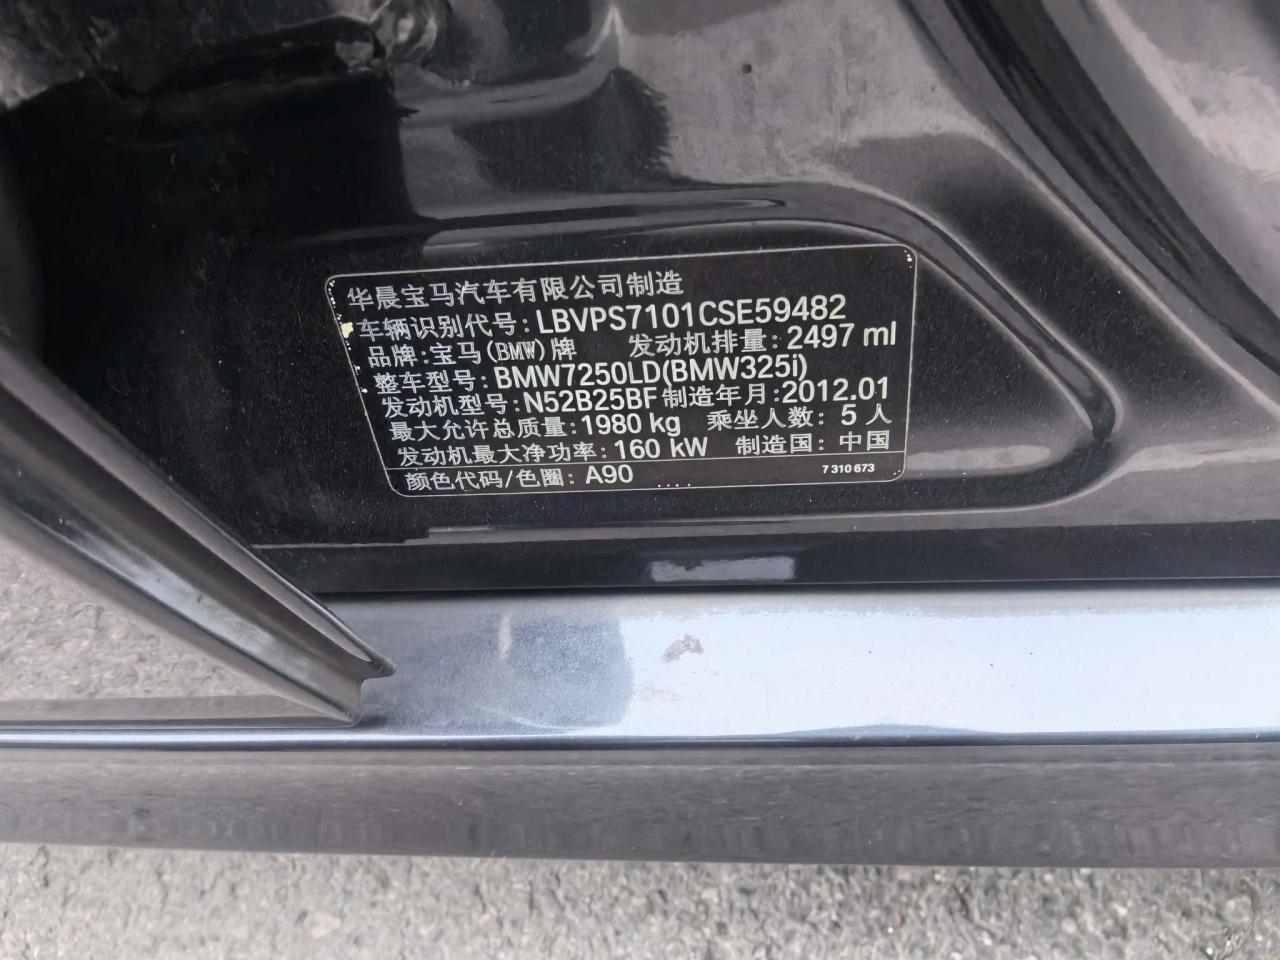 华晨宝马汽车有限公司制造
车辆识别代号: LBVPS7101CSE59482
品牌: 宝马(BMW)牌 发动机排量: 2497 ml
整车型号: BMW7250LD(BMW325i)
发动机型号: N52B25BF 制造年月: 2012.01
最大允许总质量: 1980 kg 乘坐人数: 5 人
发动机最大净功率: 160 kW 制造国: 中国
颜色代码/色圈: A90 7 310 673